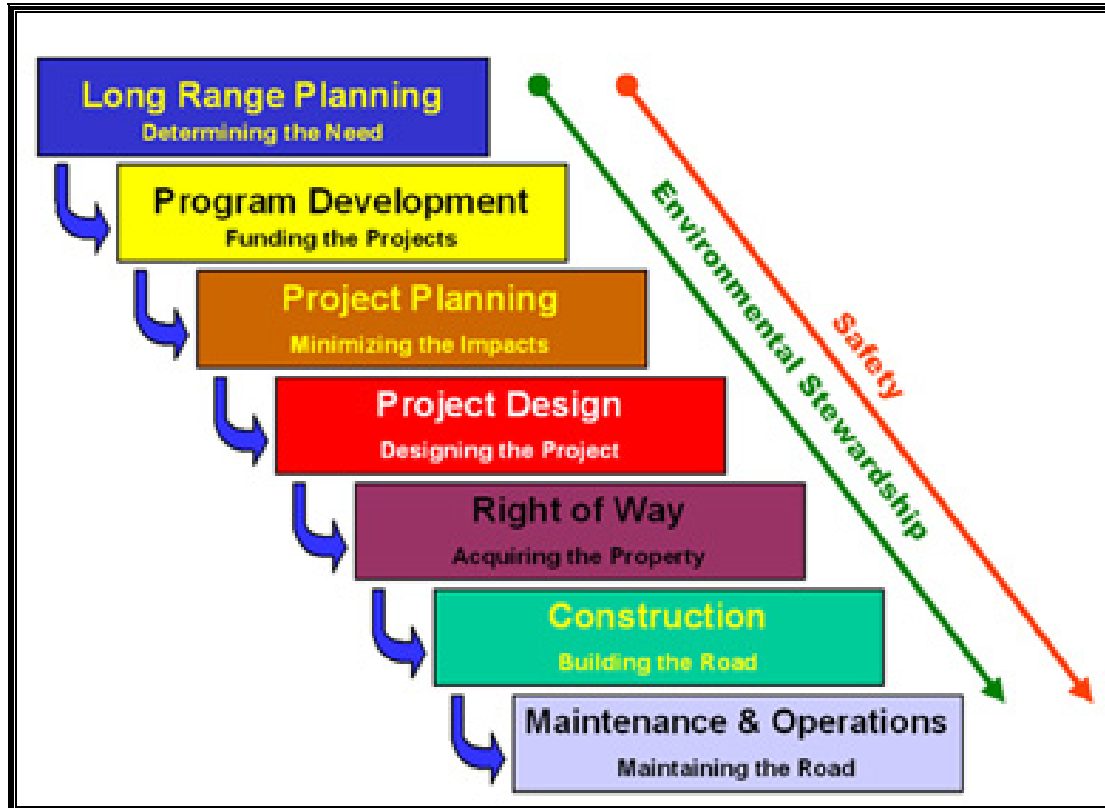 Long Range Planning
Determining the Need
Program Development
Funding the Projects
Project Planning
Minimizing the Impacts
Project Design
Designing the Project
Right of Way
Acquiring the Property
Construction
Building the Road
Maintenance & Operations
Maintaining the Road
Environmental Stewardship
Safety